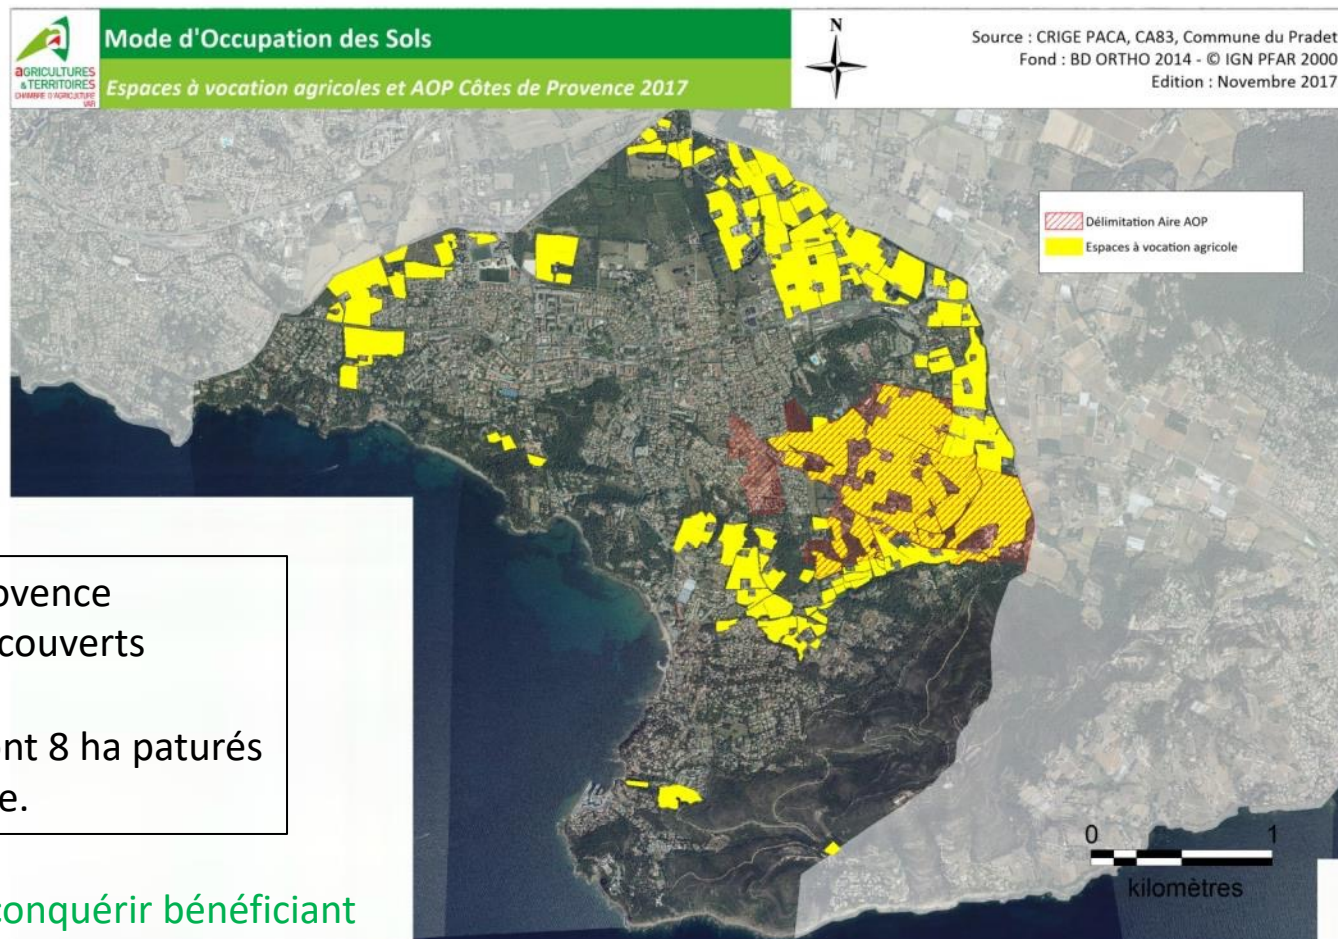 aGRICULTURES
&TERRITOIRES
CHAMBRE D'AGRICULTURE
VAR
Mode d'Occupation des Sols
Espaces à vocation agricoles et AOP Côtes de Provence 2017
N
Source : CRIGE PACA, CA83, Commune du Pradet
Fond : BD ORTHO 2014 - © IGN PFAR 2000
Edition : Novembre 2017
Délimitation Aire AOP
Espaces à vocation agricole
ovence
couverts
ont 8 ha paturés
e.
conquérir bénéficiant
0 1
kilomètres